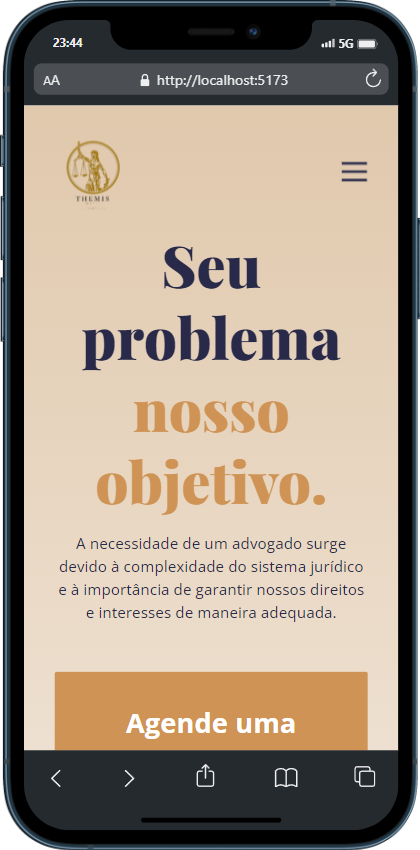 23:44
5G
AA
http://localhost:5173
THEMIS
Seu
problema
nosso
objetivo.
A necessidade de um advogado surge
devido à complexidade do sistema jurídico
e à importância de garantir nossos direitos
e interesses de maneira adequada.
Agende uma